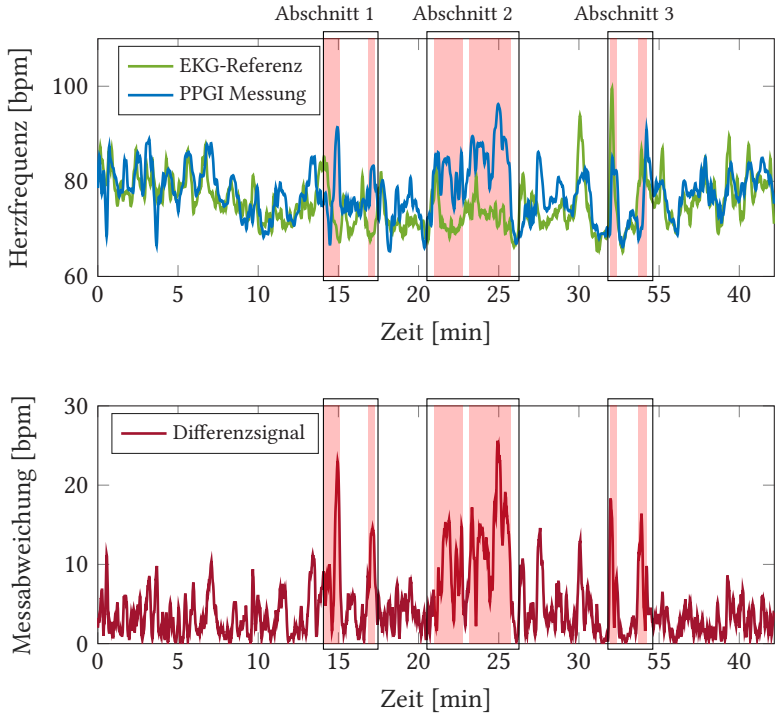 Abschnitt 1 Abschnitt 2 Abschnitt 3
Herzfrequenz [bpm]
100
80
60
EKG-Referenz
PPGI Messung
0 5 10 15 20 25 30 55 40
Zeit [min]
Messabweichung [bpm]
30
20
10
0
Differenzsignal
0 5 10 15 20 25 30 55 40
Zeit [min]